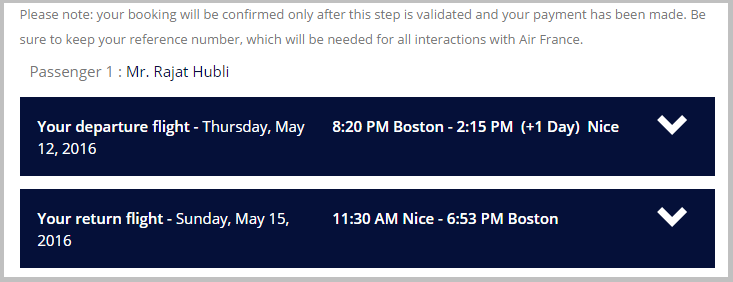 Please note: your booking will be confirmed only after this step is validated and your payment has been made. Be
sure to keep your reference number, which will be needed for all interactions with Air France.
Passenger 1 : Mr. Rajat Hubli
Your departure flight - Thursday, May
12, 2016
8:20 PM Boston - 2:15 PM (+1 Day) Nice
Your return flight - Sunday, May 15,
2016
11:30 AM Nice - 6:53 PM Boston